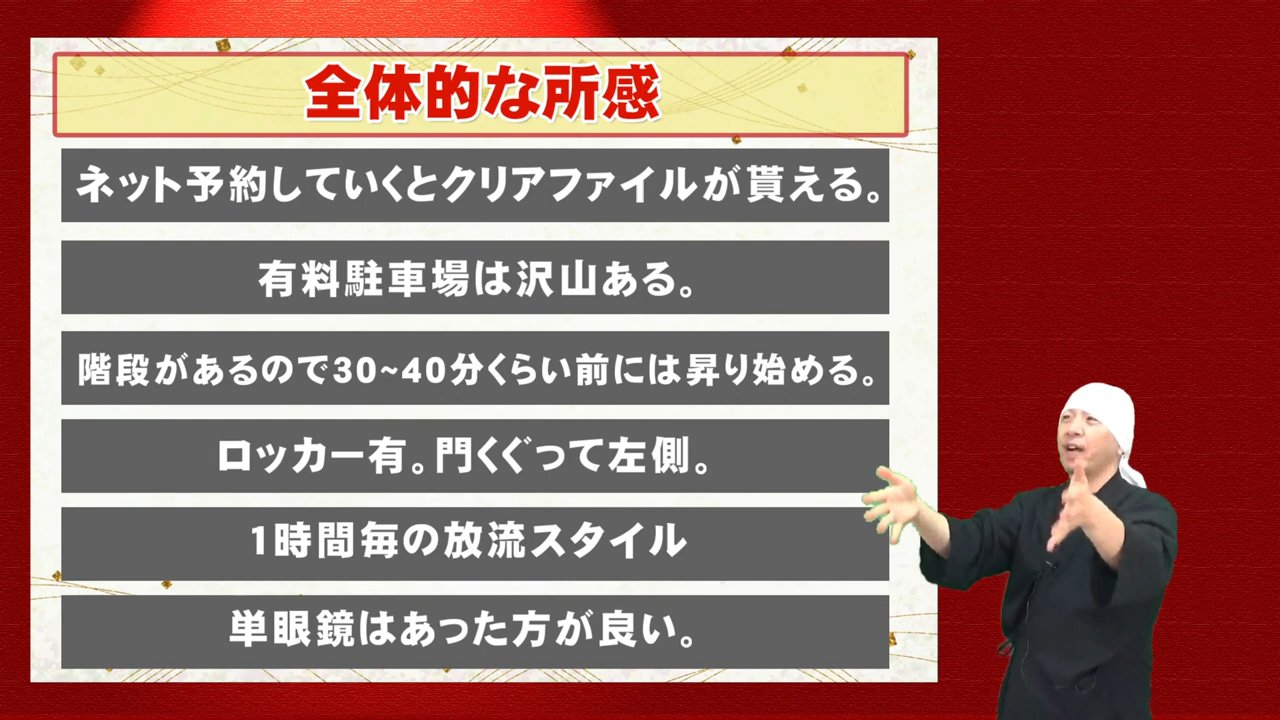 全体的な所感
ネット予約していくとクリアファイルが貰える。
有料駐車場は沢山ある。
階段があるので30~40分くらい前には昇り始める。
ロッカー有。門くぐって左側。
1時間毎の放流スタイル
単眼鏡はあった方が良い。